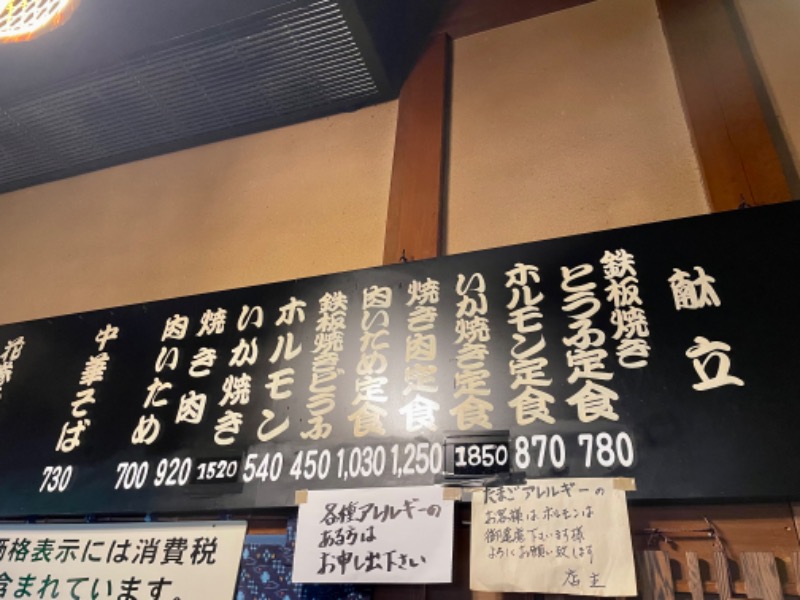 献立
鉄板焼き
とうふ定食
780
ホルモン定食
870
いか焼き定食
1850
焼き肉定食
1,250
肉いため定食
1,030
鉄板焼きどうふ
450
ホルモン
540
いか焼き
1520
焼き肉
920
肉いため
700
中華そば
730
各種アレルギーの
ある方は
お申し出下さい
たまごアレルギーの
お客様は、ホルモンは
御遠慮下さいます様
ようにお願い致します
店主
価格表示には消費税
含まれています。